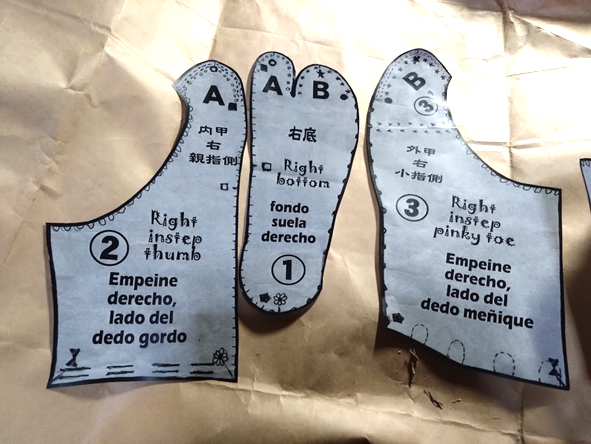 A
内甲
右
親指側
Right
instep
thumb
2
Empeine
derecho,
lado del
dedo gordo
A B
右底
Right
bottom
fondo
suela
derecho
1
B
3
外甲
右
小指側
3
Right
instep
pinky toe
Empeine
derecho,
lado del
dedo meñique